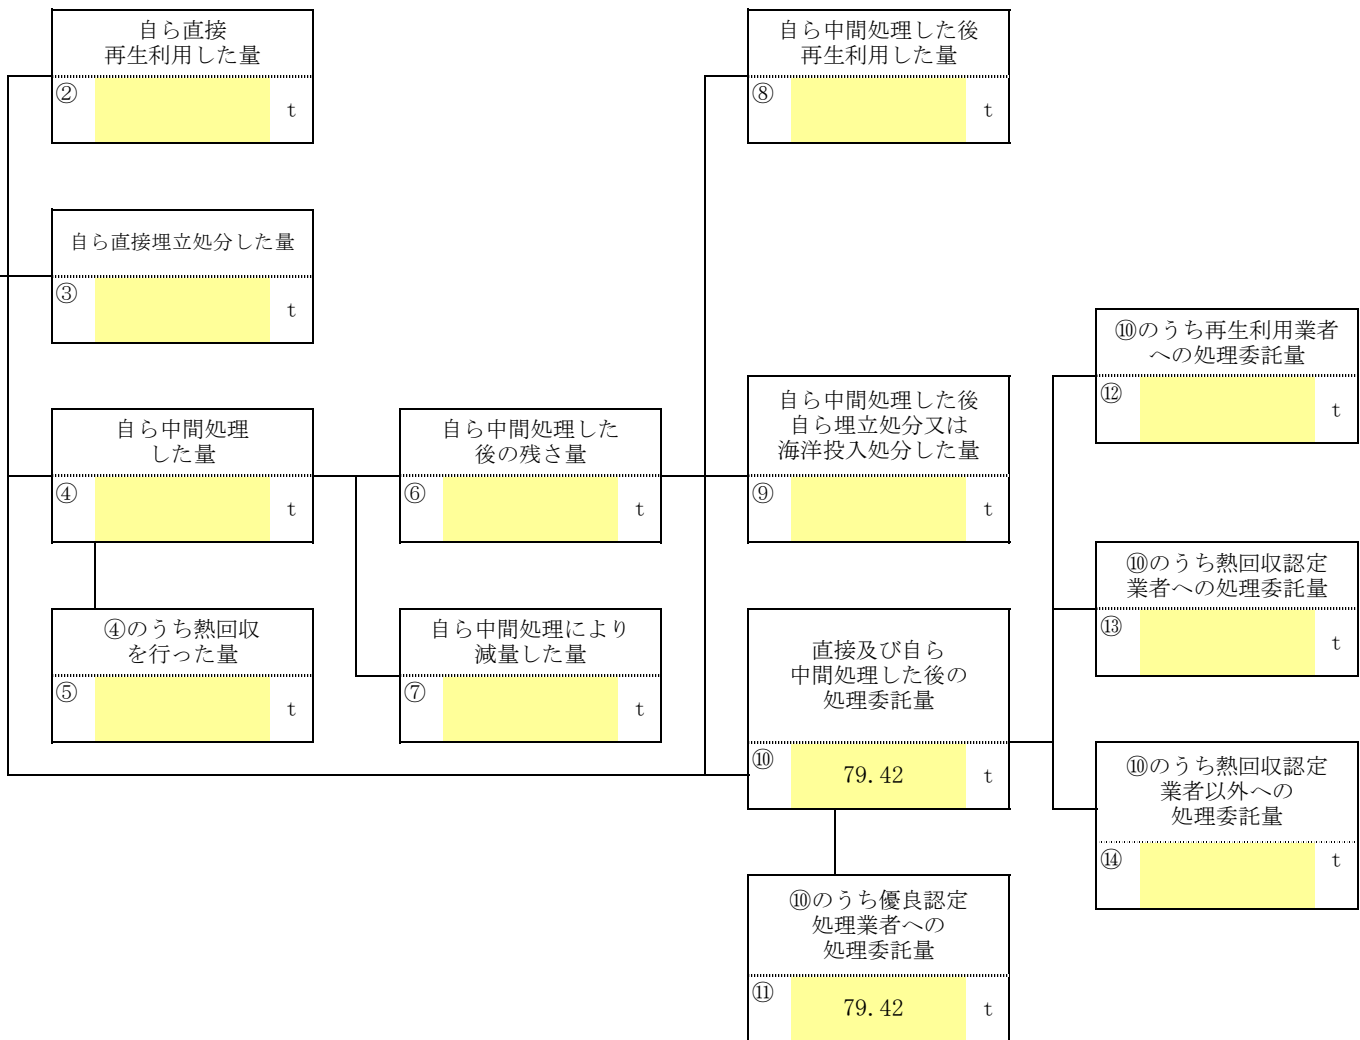 自ら直接
再生利用した量
②
t
自ら直接埋立処分した量
③
t
自ら中間処理
した量
④
t
④のうち熱回収
を行った量
⑤
t
自ら中間処理した
後の残さ量
⑥
t
自ら中間処理により
減量した量
⑦
t
自ら中間処理した後
再生利用した量
⑧
t
自ら中間処理した後
自ら埋立処分又は
海洋投入処分した量
⑨
t
直接及び自ら
中間処理した後の
処理委託量
⑩ 79.42 t
⑩のうち優良認定
処理業者への
処理委託量
⑪ 79.42 t
⑩のうち再生利用業者
への処理委託量
⑫
t
⑩のうち熱回収認定
業者への処理委託量
⑬
t
⑩のうち熱回収認定
業者以外への
処理委託量
⑭
t